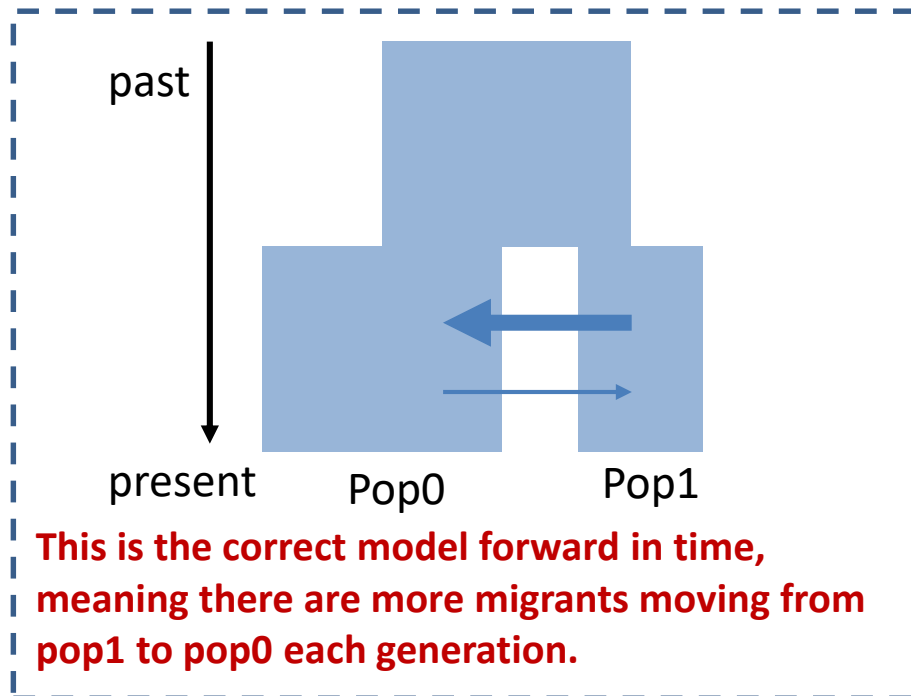 past
present
Pop0
Pop1
This is the correct model forward in time,
meaning there are more migrants moving from
pop1 to pop0 each generation.